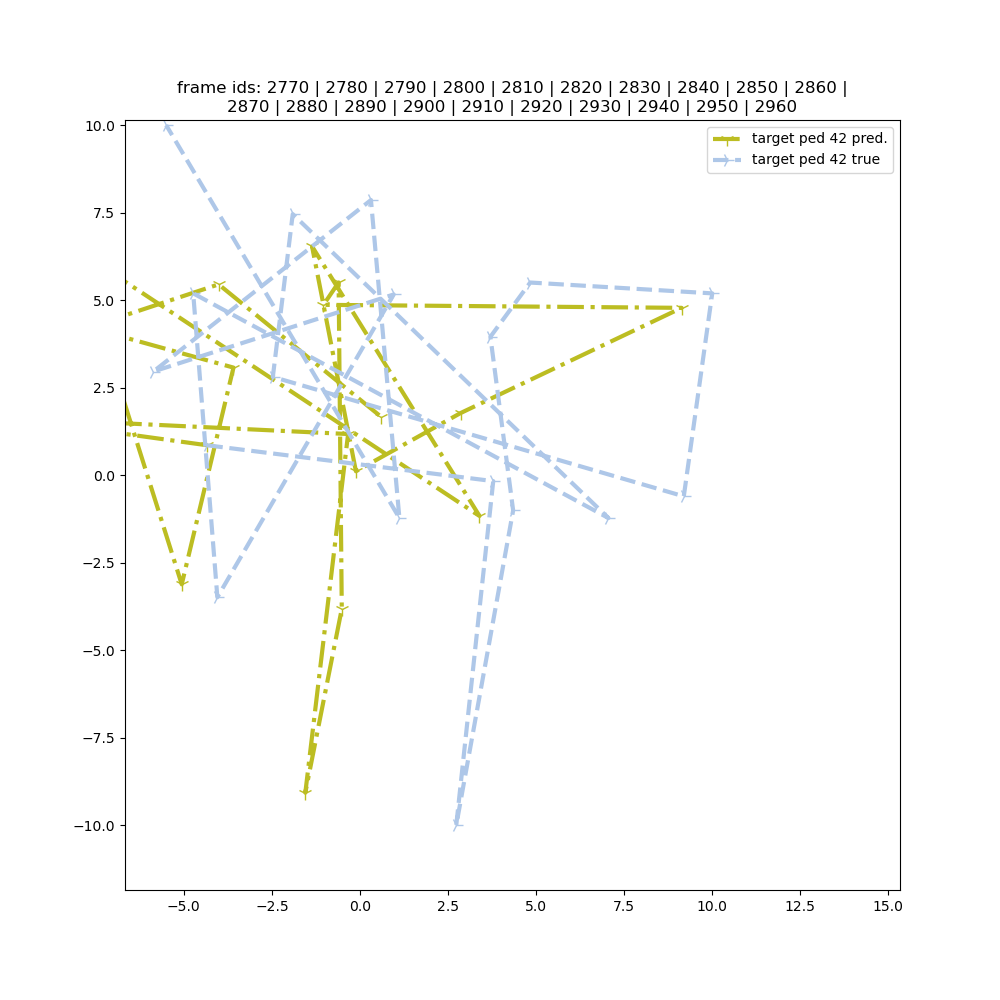 frame ids: 2770 | 2780 | 2790 | 2800 | 2810 | 2820 | 2830 | 2840 | 2850 | 2860 |
2870 | 2880 | 2890 | 2900 | 2910 | 2920 | 2930 | 2940 | 2950 | 2960
target ped 42 pred.
target ped 42 true
10.0
7.5
5.0
2.5
0.0
−2.5
−5.0
−7.5
−10.0
−5.0 −2.5 0.0 2.5 5.0 7.5 10.0 12.5 15.0